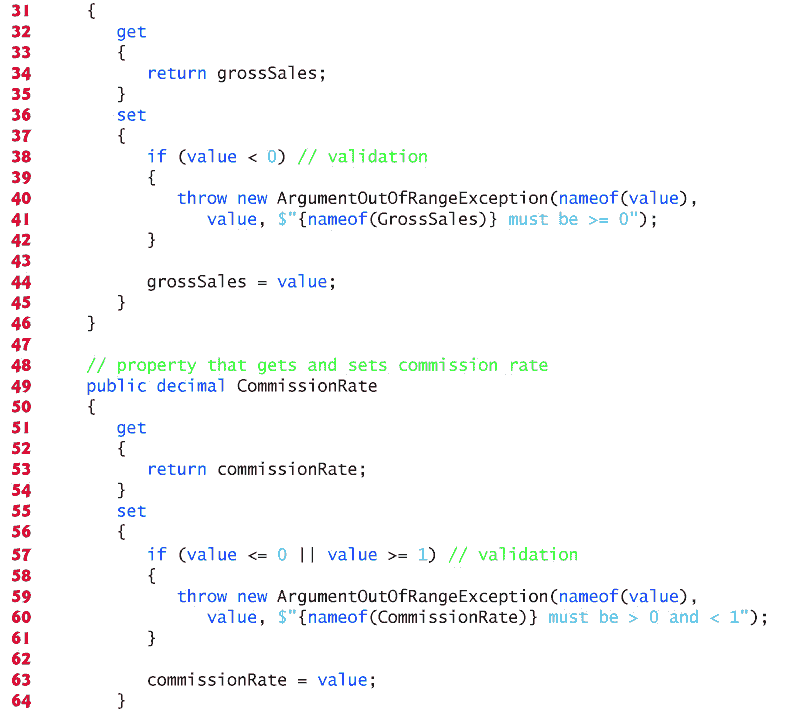 31 {
32 get
33 {
34 return grossSales;
35 }
36 set
37 {
38 if (value < 0) // validation
39 {
40 throw new ArgumentOutOfRangeException(nameof(value),
41 value, $"{nameof(GrossSales)} must be >= 0");
42 }
43
44 grossSales = value;
45 }
46 }
47
48 // property that gets and sets commission rate
49 public decimal CommissionRate
50 {
51 get
52 {
53 return commissionRate;
54 }
55 set
56 {
57 if (value <= 0 || value >= 1) // validation
58 {
59 throw new ArgumentOutOfRangeException(nameof(value),
60 value, $"{nameof(CommissionRate)} must be > 0 and < 1");
61 }
62
63 commissionRate = value;
64 }